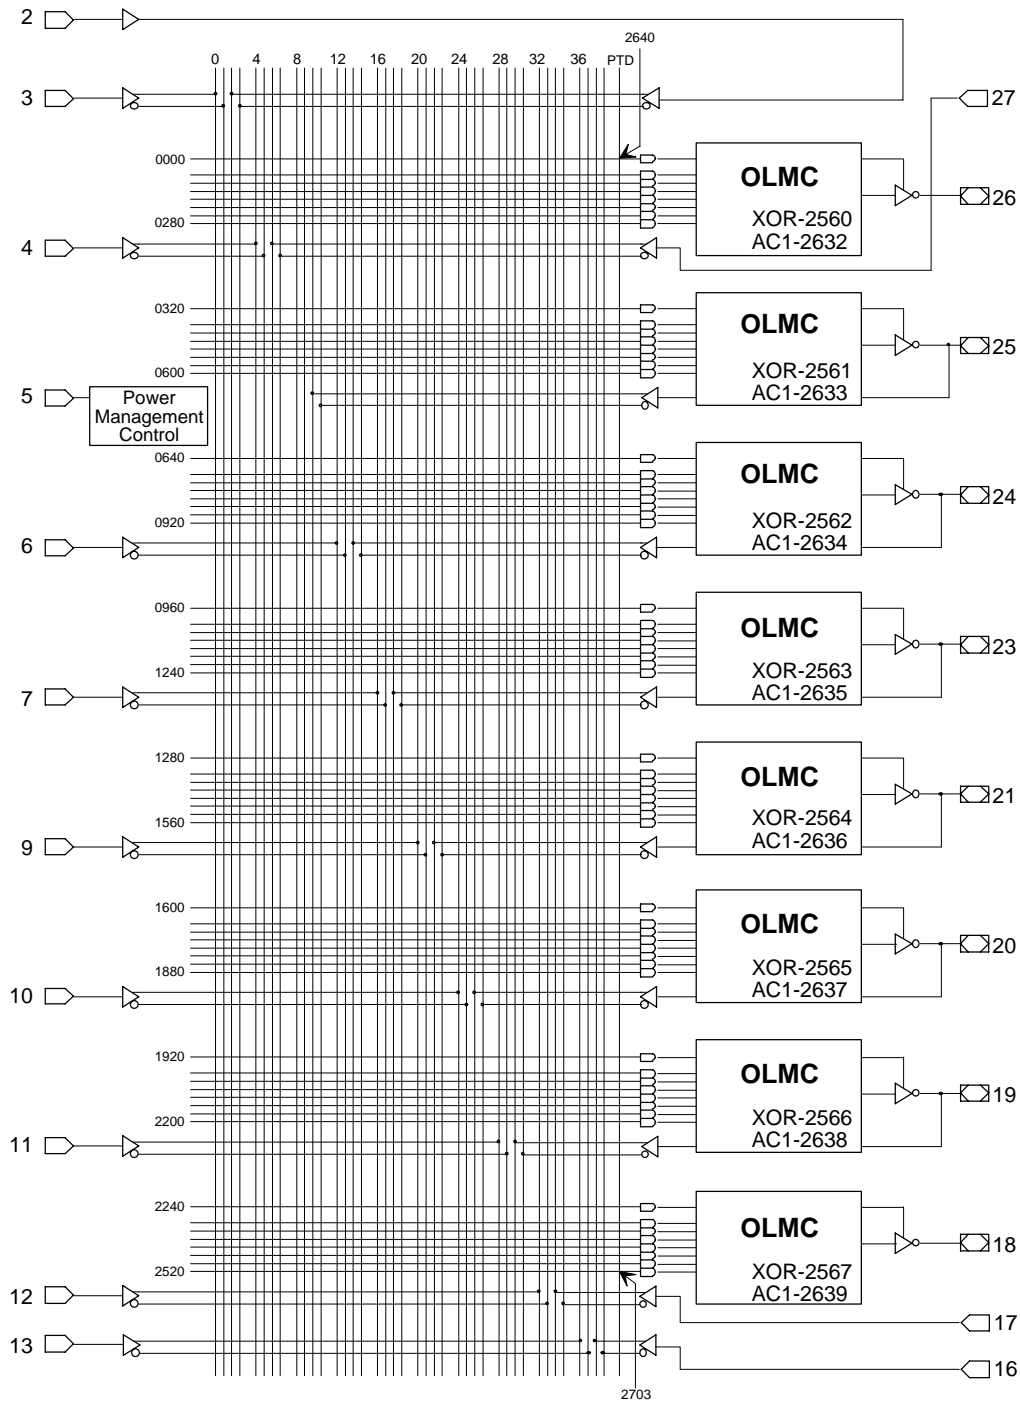 2
2640
0 4 8 12 16 20 24 28 32 36 PTD
3
27
0000
OLMC
XOR-2560
AC1-2632
26
0280
4
0320
OLMC
XOR-2561
AC1-2633
25
0600
5
Power
Management
Control
0640
OLMC
XOR-2562
AC1-2634
24
0920
6
0960
OLMC
XOR-2563
AC1-2635
23
1240
7
1280
OLMC
XOR-2564
AC1-2636
21
1560
9
1600
OLMC
XOR-2565
AC1-2637
20
1880
10
1920
OLMC
XOR-2566
AC1-2638
19
2200
11
2240
OLMC
XOR-2567
AC1-2639
18
2520
12
17
13
16
2703